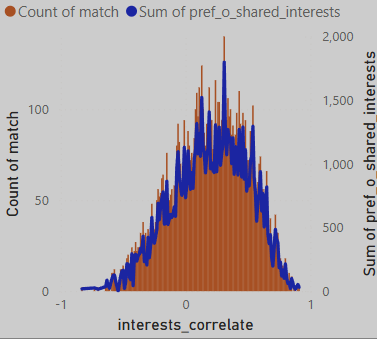 Count of match Sum of pref_o_shared_interests
2,000
1,500
100
1,000
50
500
0
0
-1 0 1
Count of match
Sum of pref_o_shared_interests
interests_correlate